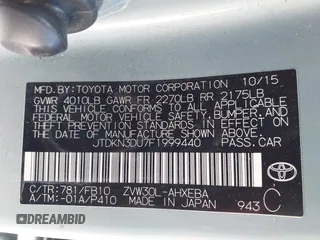 MFD. BY: TOYOTA MOTOR CORPORATION 10/15
GVWR 4010LB GAWR FR 2270LB RR 2175LB
THIS VEHICLE CONFORMS TO ALL APPLICABLE
FEDERAL MOTOR VEHICLE SAFETY, BUMPER, AND
THEFT PREVENTION STANDARDS IN EFFECT ON
THE DATE OF MANUFACTURE SHOWN ABOVE.
JTDKN3DU7F1999440 PASS.CAR
C/TR: 781/FB10 ZVW30L-AHXEBA
A/TM: -01A/P410 MADE IN JAPAN
TOYOTA
943 C
DREAMBID